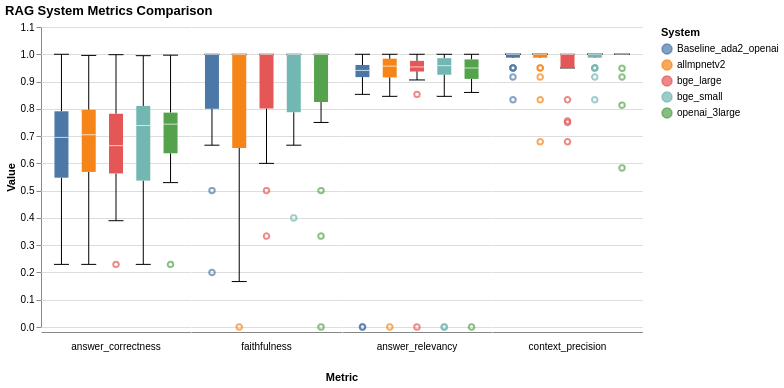 RAG System Metrics Comparison
1.1
1.0
0.9
0.8
0.7
0.6
0.5
0.4
0.3
0.2
0.1
0.0
Value
answer_correctness
faithfulness
answer_relevancy
context_precision
Metric
System
Baseline_ada2_openai
allmpnetv2
bge_large
bge_small
openai_3large